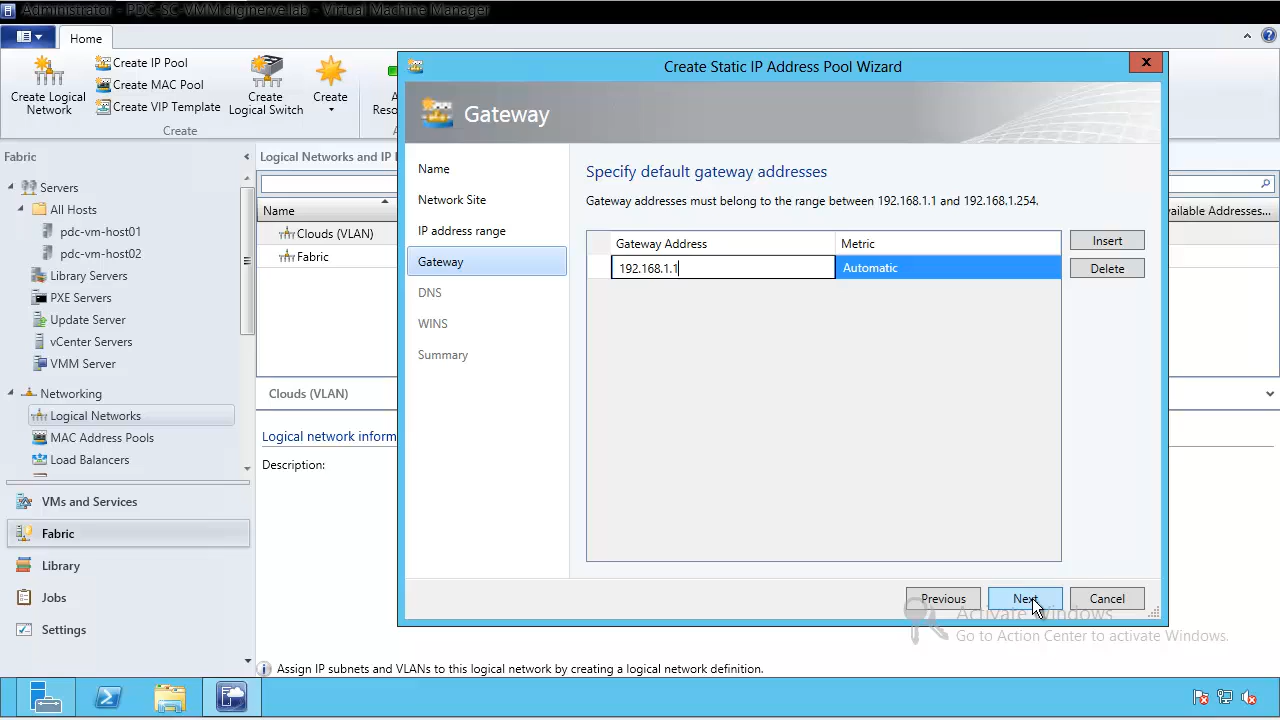 Administrator - PDC-SC-VMM.diginerve.lab - Virtual Machine Manager
Home
Create IP Pool
Create MAC Pool
Create VIP Template
Create Logical
Network
Create
Logical Switch
Create
A
Resou
Create
A
Fabric
Servers
All Hosts
pdc-vm-host01
pdc-vm-host02
Library Servers
PXE Servers
Update Server
vCenter Servers
VMM Server
Networking
Logical Networks
MAC Address Pools
Load Balancers
VMs and Services
Fabric
Library
Jobs
Settings
Logical Networks and IP
Name
vailable Addresses...
Clouds (VLAN)
Fabric
Clouds (VLAN)
Logical network inform
Description:
Assign IP subnets and VLANs to this logical network by creating a logical network definition.
Create Static IP Address Pool Wizard
Gateway
Name
Network Site
IP address range
Gateway
DNS
WINS
Summary
Specify default gateway addresses
Gateway addresses must belong to the range between 192.168.1.1 and 192.168.1.254.
Gateway Address Metric
192.168.1.1 Automatic
Insert
Delete
Previous Next Cancel
Activate Windows
Go to Action Center to activate Windows.